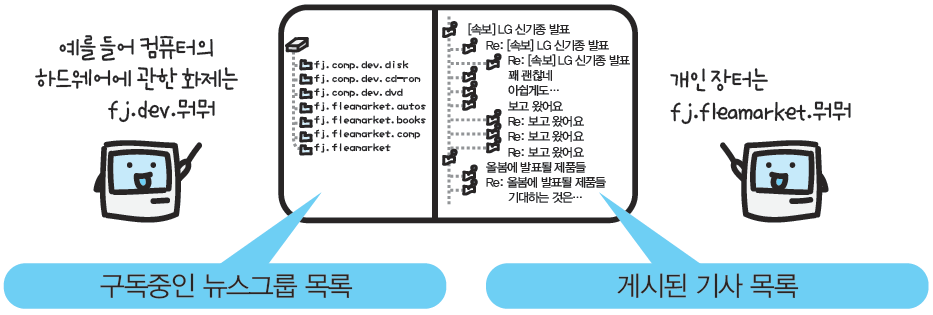 예를 들어 컴퓨터의
하드웨어에 관한 화제는
fj.dev.뭐뭐
fj.comp.dev.disk
fj.comp.dev.cd-rom
fj.comp.dev.dvd
fj.fleamarket.autos
fj.fleamarket.books
fj.fleamarket.comp
fj.fleamarket
[속보] LG 신기종 발표
Re: [속보] LG 신기종 발표
Re: [속보] LG 신기종 발표
꽤 괜찮네
아쉽게도…
보고 왔어요
Re: 보고 왔어요
Re: 보고 왔어요
Re: 보고 왔어요
올봄에 발표될 제품들
Re: 올봄에 발표될 제품들
기대하는 것은…
개인 장터는
fj.fleamarket.뭐뭐
구독중인 뉴스그룹 목록
게시된 기사 목록